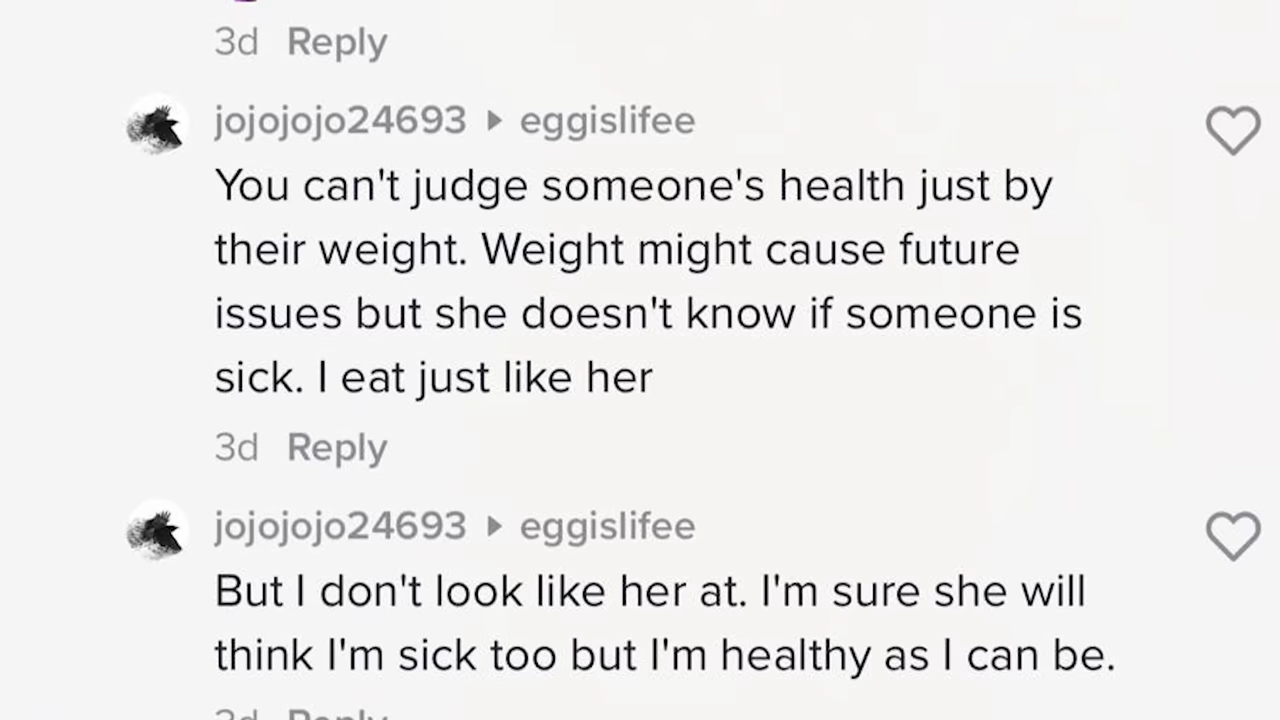 3d Reply
jojojojo24693 ▸ eggislifee
You can't judge someone's health just by
their weight. Weight might cause future
issues but she doesn't know if someone is
sick. I eat just like her
3d Reply
jojojojo24693 ▸ eggislifee
But I don't look like her at. I'm sure she will
think I'm sick too but I'm healthy as I can be.
3d Reply